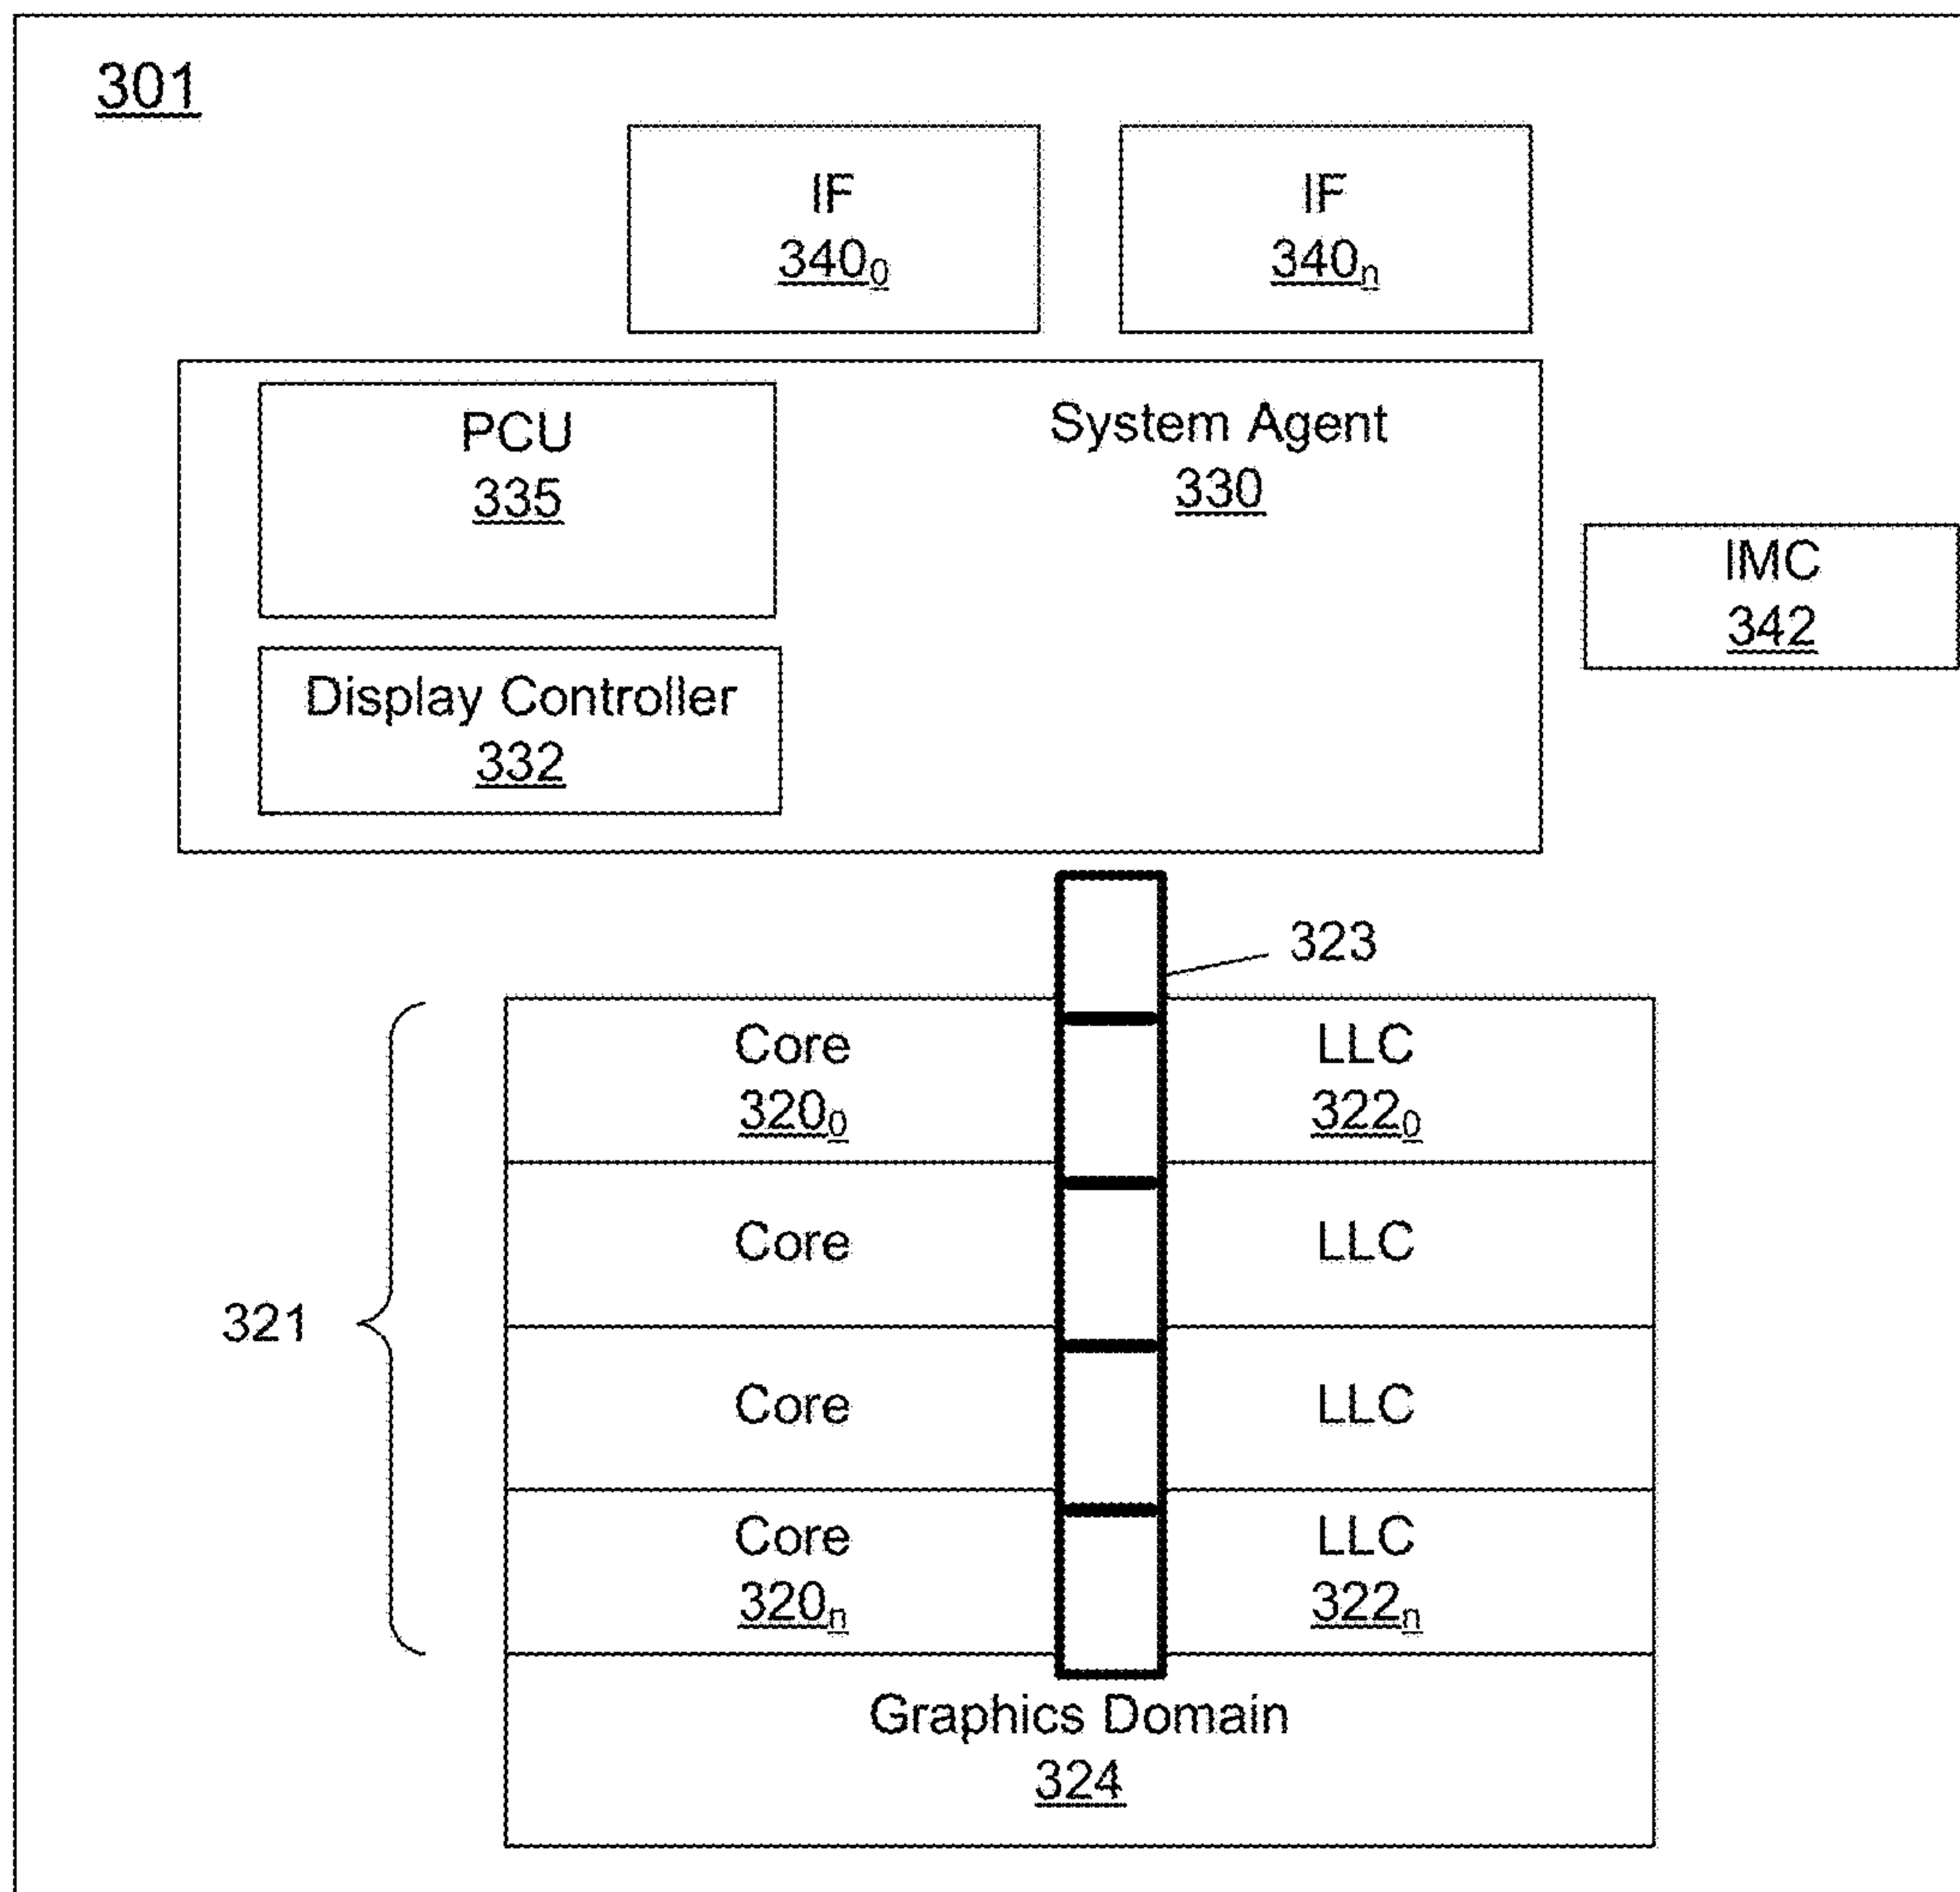 301
IF
340₀
IF
340ₙ
PCU
335
System Agent
330
IMC
342
Display Controller
332
323
Core
320₀
LLC
322₀
Core
LLC
321
Core
LLC
Core
320ₙ
LLC
322ₙ
Graphics Domain
324